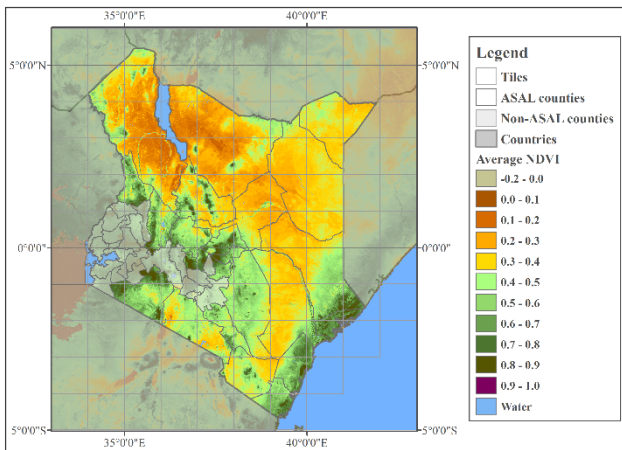 35°0'0"E
40°0'0"E
5°0'0"N
0°0'0"
5°0'0"S
5°0'0"N
0°0'0"
5°0'0"S
35°0'0"E
40°0'0"E
Legend
Tiles
ASAL counties
Non-ASAL counties
Countries
Average NDVI
-0.2 - 0.0
0.0 - 0.1
0.1 - 0.2
0.2 - 0.3
0.3 - 0.4
0.4 - 0.5
0.5 - 0.6
0.6 - 0.7
0.7 - 0.8
0.8 - 0.9
0.9 - 1.0
Water